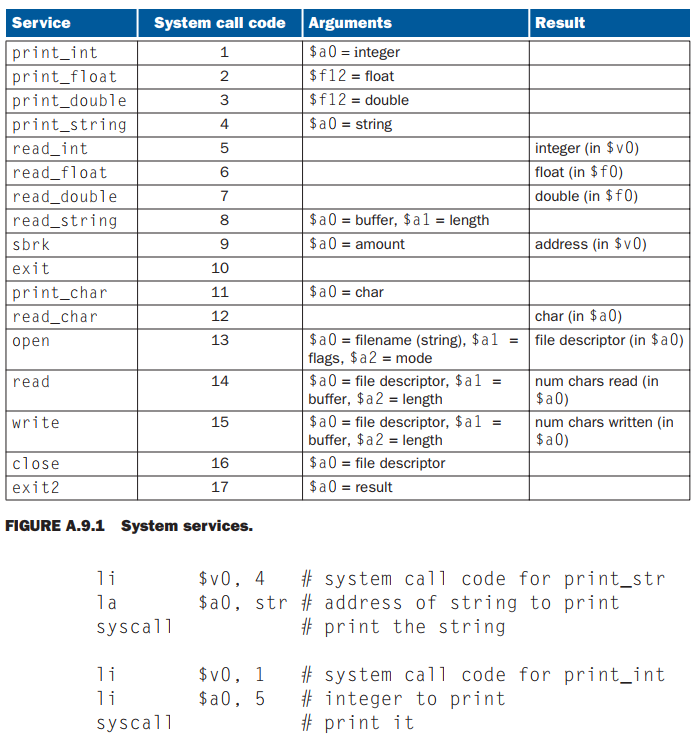 Service System call code Arguments Result
print_int 1 $a0 = integer
print_float 2 $f12 = float
print_double 3 $f12 = double
print_string 4 $a0 = string
read_int 5 integer (in $v0)
read_float 6 float (in $f0)
read_double 7 double (in $f0)
read_string 8 $a0 = buffer, $a1 = length
sbrk 9 $a0 = amount address (in $v0)
exit 10
print_char 11 $a0 = char
read_char 12 char (in $a0)
open 13 $a0 = filename (string), $a1 = file descriptor (in $a0)
flags, $a2 = mode
read 14 $a0 = file descriptor, $a1 = num chars read (in
buffer, $a2 = length $a0)
write 15 $a0 = file descriptor, $a1 = num chars written (in
buffer, $a2 = length $a0)
close 16 $a0 = file descriptor
exit2 17 $a0 = result
FIGURE A.9.1 System services.
li $v0, 4 # system call code for print_str
la $a0, str # address of string to print
syscall # print the string
li $v0, 1 # system call code for print_int
li $a0, 5 # integer to print
syscall # print it